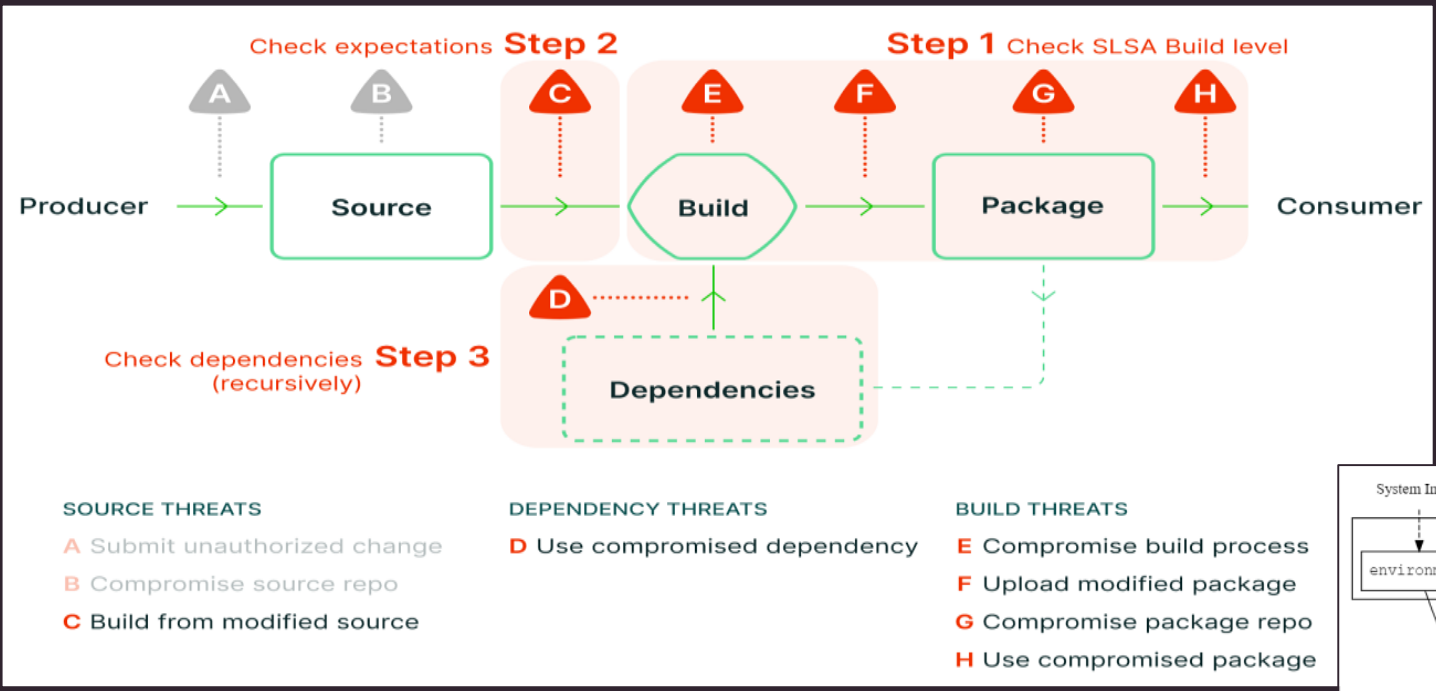 Check expectations Step 2
Step 1 Check SLSA Build level
A
B
C
E
F
G
H
Producer
Source
Build
Package
Consumer
D
Check dependencies Step 3
(recursively)
Dependencies
SOURCE THREATS
A Submit unauthorized change
B Compromise source repo
C Build from modified source
DEPENDENCY THREATS
D Use compromised dependency
BUILD THREATS
E Compromise build process
F Upload modified package
G Compromise package repo
H Use compromised package
System